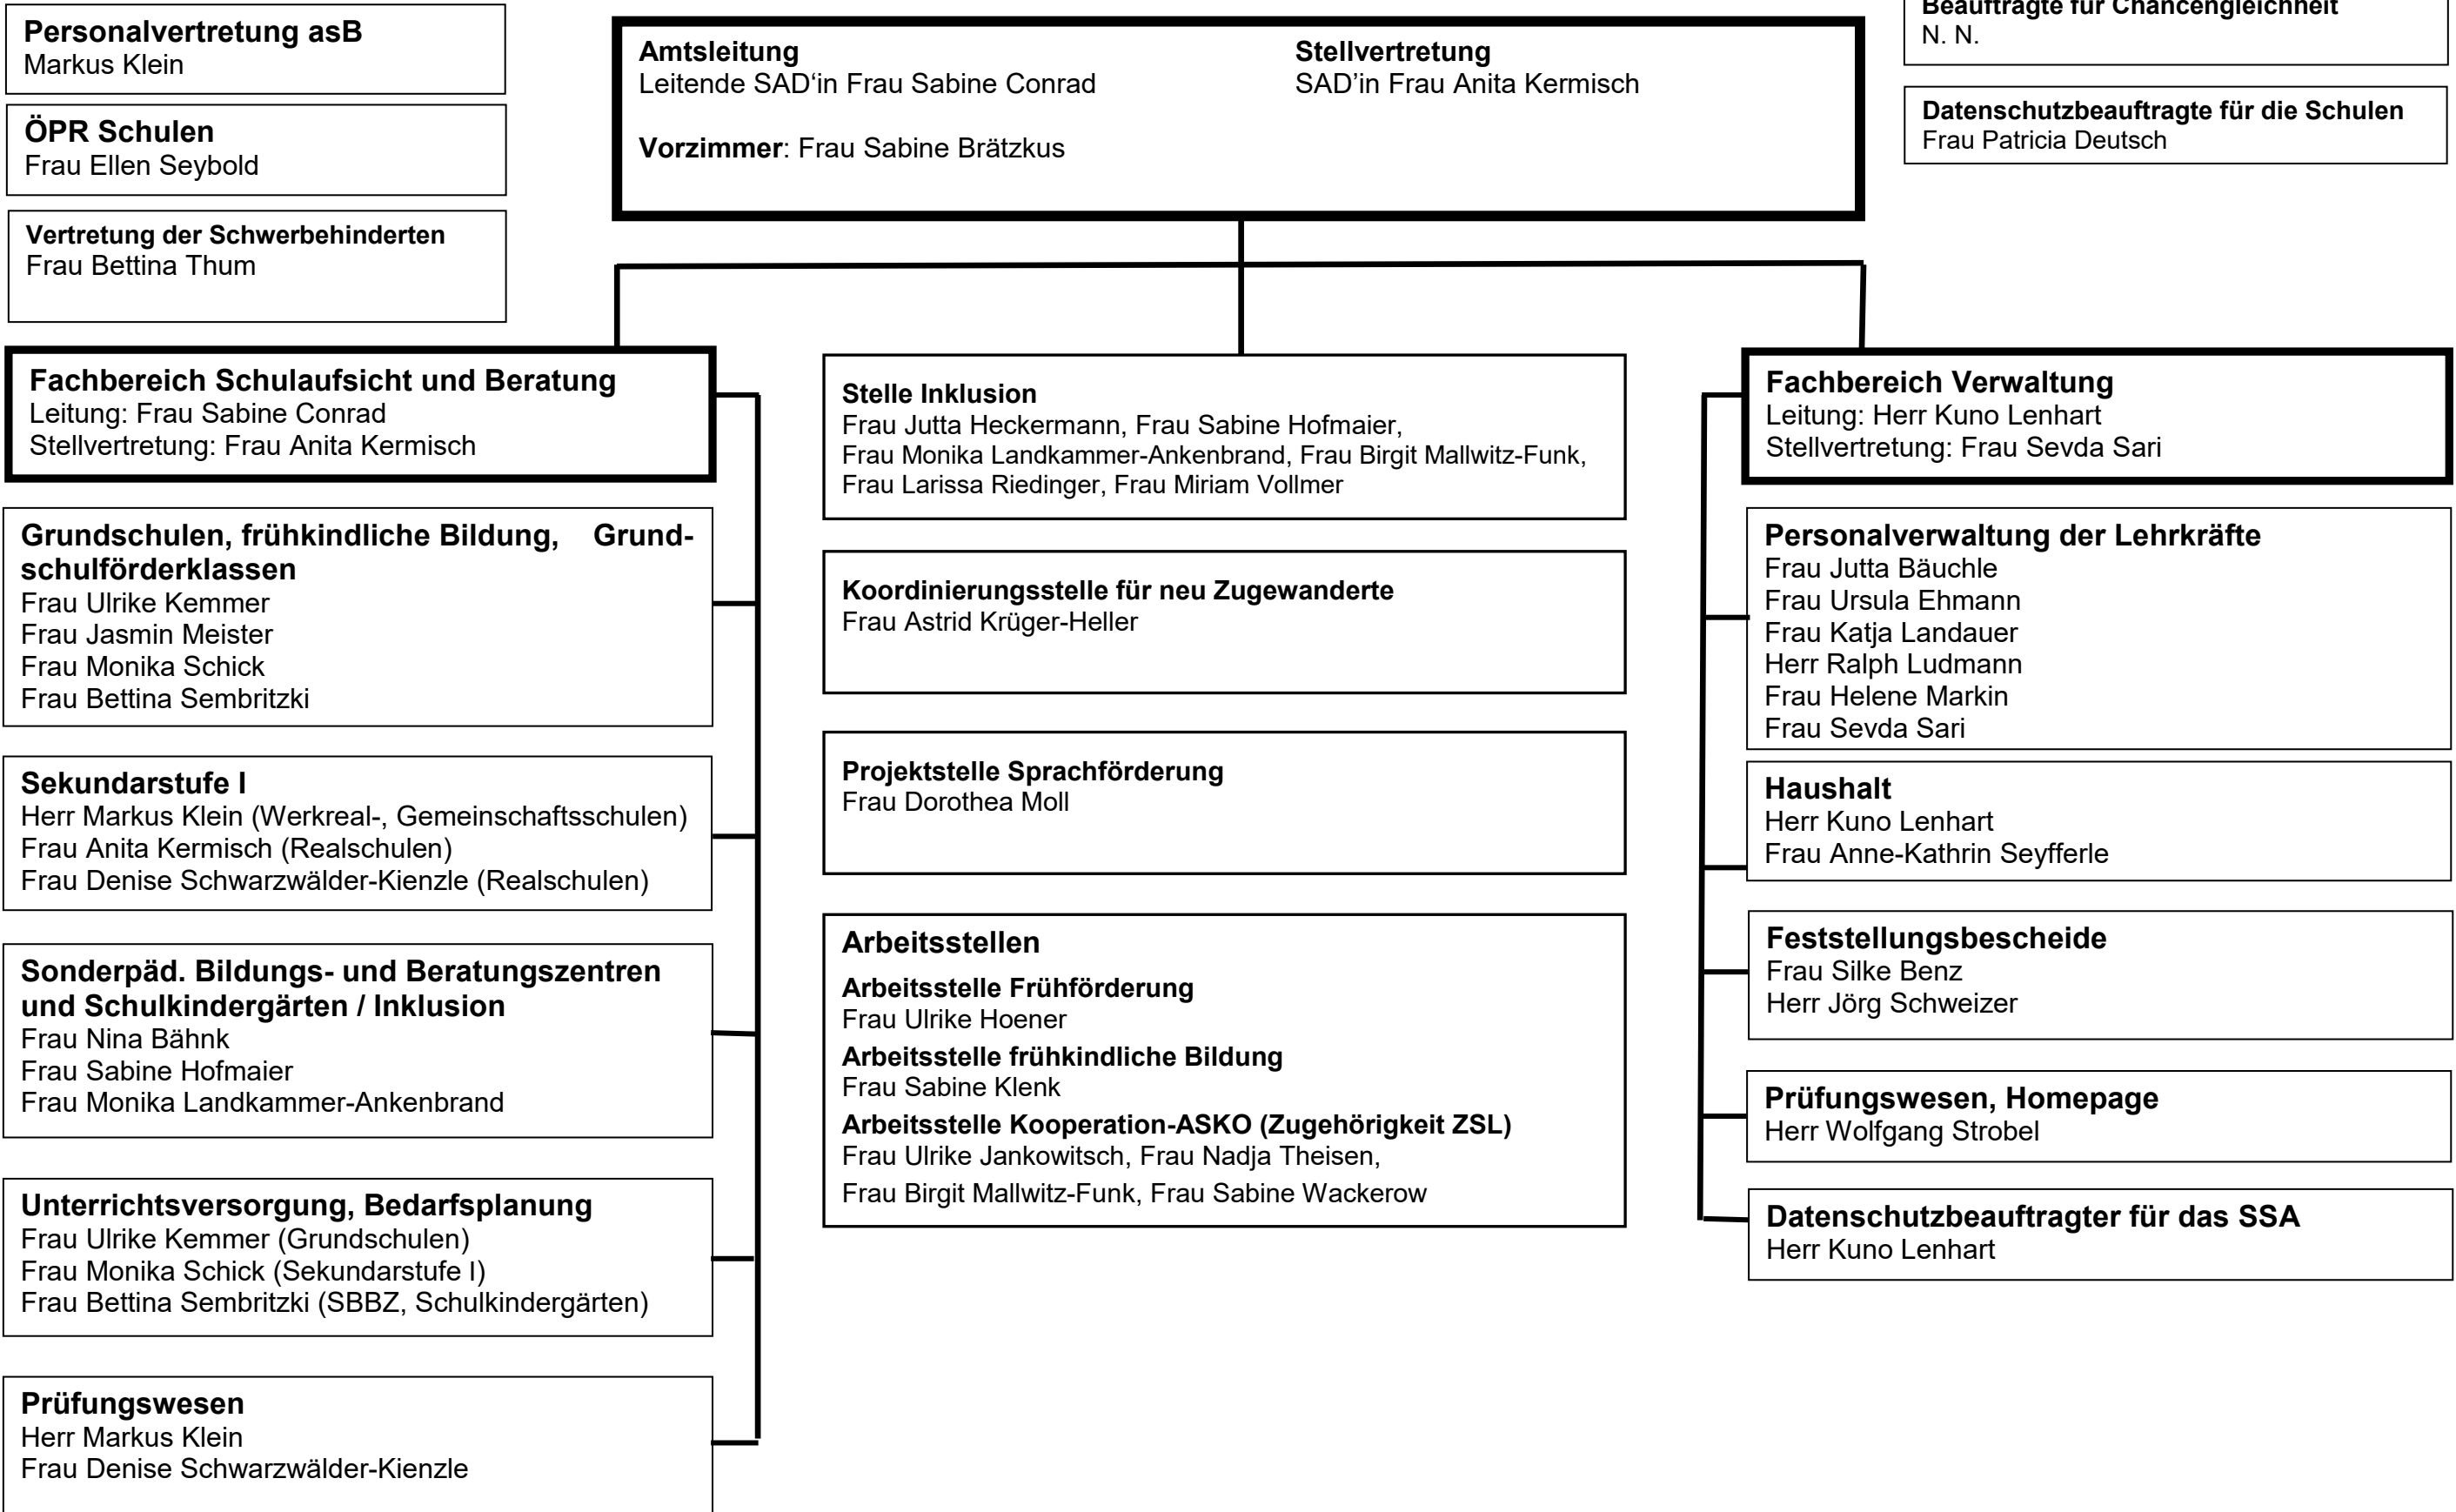 Personalvertretung asB
Markus Klein
ÖPR Schulen
Frau Ellen Seybold
Vertretung der Schwerbehinderten
Frau Bettina Thum
Amtsleitung
Leitende SAD‘in Frau Sabine Conrad
Vorzimmer: Frau Sabine Brätzkus
Stellvertretung
SAD’in Frau Anita Kermisch
Beauftragte für Chancengleichheit
N. N.
Datenschutzbeauftragte für die Schulen
Frau Patricia Deutsch
Fachbereich Schulaufsicht und Beratung
Leitung: Frau Sabine Conrad
Stellvertretung: Frau Anita Kermisch
Grundschulen, frühkindliche Bildung, Grund-
schulförderklassen
Frau Ulrike Kemmer
Frau Jasmin Meister
Frau Monika Schick
Frau Bettina Sembritzki
Sekundarstufe I
Herr Markus Klein (Werkreal-, Gemeinschaftsschulen)
Frau Anita Kermisch (Realschulen)
Frau Denise Schwarzwälder-Kienzle (Realschulen)
Sonderpäd. Bildungs- und Beratungszentren
und Schulkindergärten / Inklusion
Frau Nina Bähnk
Frau Sabine Hofmaier
Frau Monika Landkammer-Ankenbrand
Unterrichtsversorgung, Bedarfsplanung
Frau Ulrike Kemmer (Grundschulen)
Frau Monika Schick (Sekundarstufe I)
Frau Bettina Sembritzki (SBBZ, Schulkindergärten)
Prüfungswesen
Herr Markus Klein
Frau Denise Schwarzwälder-Kienzle
Stelle Inklusion
Frau Jutta Heckermann, Frau Sabine Hofmaier,
Frau Monika Landkammer-Ankenbrand, Frau Birgit Mallwitz-Funk,
Frau Larissa Riedinger, Frau Miriam Vollmer
Koordinierungsstelle für neu Zugewanderte
Frau Astrid Krüger-Heller
Projektstelle Sprachförderung
Frau Dorothea Moll
Arbeitsstellen
Arbeitsstelle Frühförderung
Frau Ulrike Hoener
Arbeitsstelle frühkindliche Bildung
Frau Sabine Klenk
Arbeitsstelle Kooperation-ASKO (Zugehörigkeit ZSL)
Frau Ulrike Jankowitsch, Frau Nadja Theisen,
Frau Birgit Mallwitz-Funk, Frau Sabine Wackerow
Fachbereich Verwaltung
Leitung: Herr Kuno Lenhart
Stellvertretung: Frau Sevda Sari
Personalverwaltung der Lehrkräfte
Frau Jutta Bäuchle
Frau Ursula Ehmann
Frau Katja Landauer
Herr Ralph Ludmann
Frau Helene Markin
Frau Sevda Sari
Haushalt
Herr Kuno Lenhart
Frau Anne-Kathrin Seyfferle
Feststellungsbescheide
Frau Silke Benz
Herr Jörg Schweizer
Prüfungswesen, Homepage
Herr Wolfgang Strobel
Datenschutzbeauftragter für das SSA
Herr Kuno Lenhart